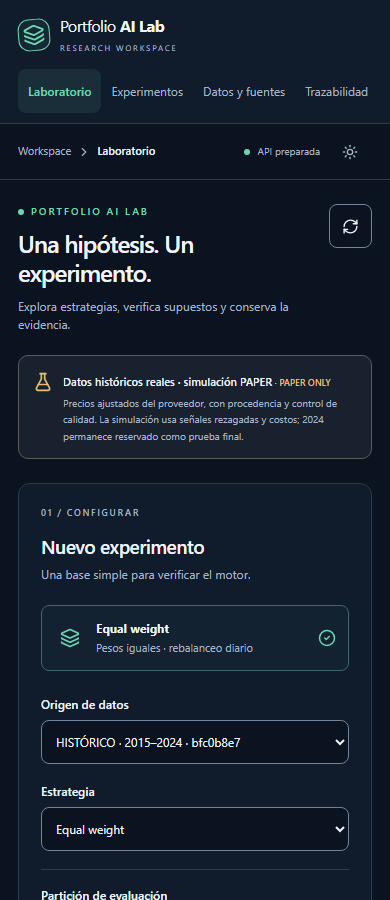 Portfolio AI Lab
RESEARCH WORKSPACE
Laboratorio Experimentos Datos y fuentes Trazabilidad
Workspace > Laboratorio API preparada
PORTFOLIO AI LAB
Una hipótesis. Un
experimento.
Explora estrategias, verifica supuestos y conserva la
evidencia.
Datos históricos reales · simulación PAPER · PAPER ONLY
Precios ajustados del proveedor, con procedencia y control de
calidad. La simulación usa señales rezagadas y costos; 2024
permanece reservado como prueba final.
01 / CONFIGURAR
Nuevo experimento
Una base simple para verificar el motor.
Equal weight
Pesos iguales · rebalanceo diario
Origen de datos
HISTÓRICO · 2015–2024 · bfc0b8e7
Estrategia
Equal weight
Partición de evaluación